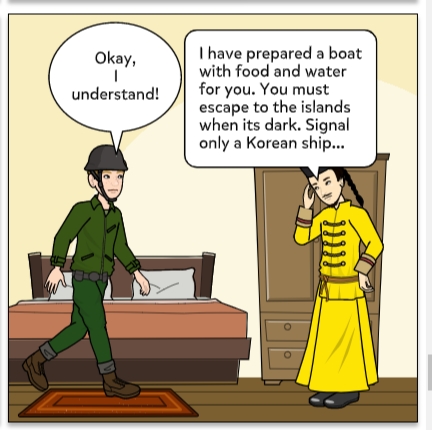 Okay,
I
understand!
I have prepared a boat
with food and water
for you. You must
escape to the islands
when its dark. Signal
only a Korean ship...